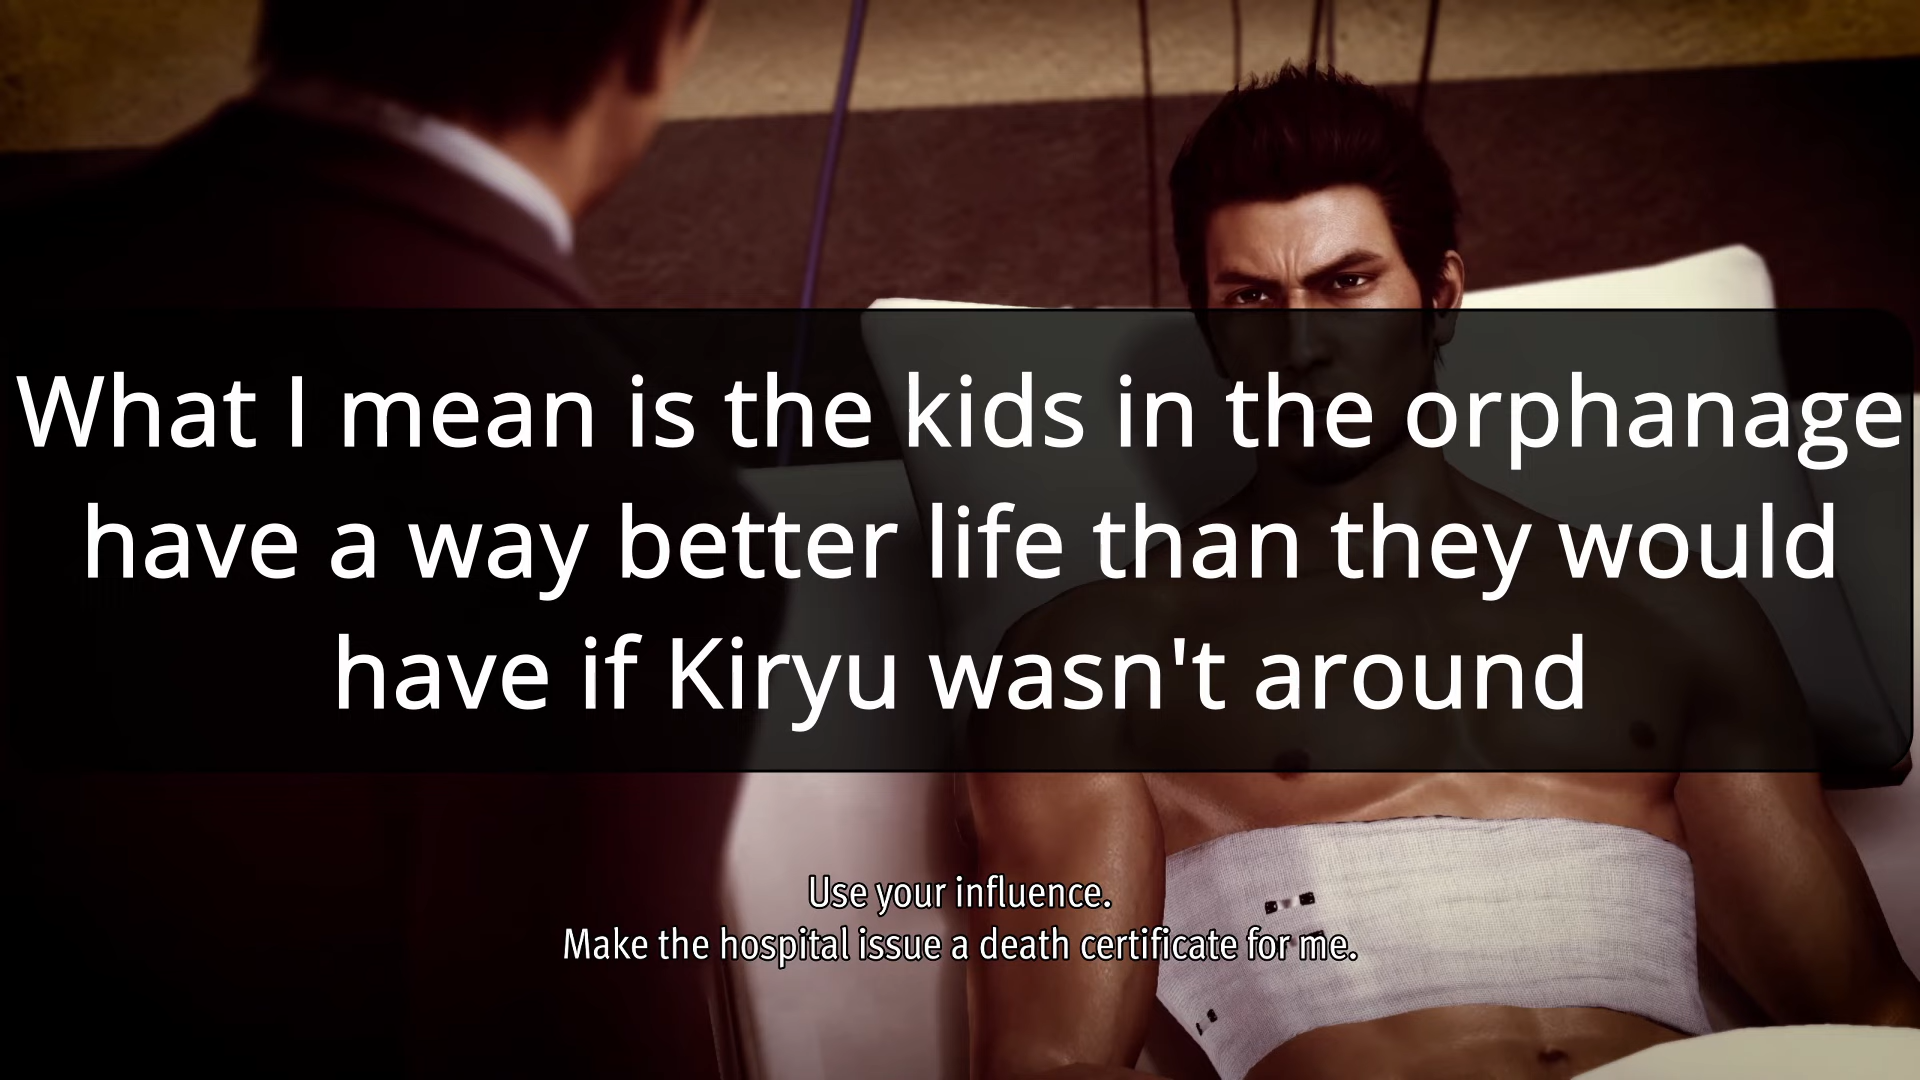 What I mean is the kids in the orphanage
have a way better life than they would
have if Kiryu wasn't around
Use your influence.
Make the hospital issue a death certificate for me.